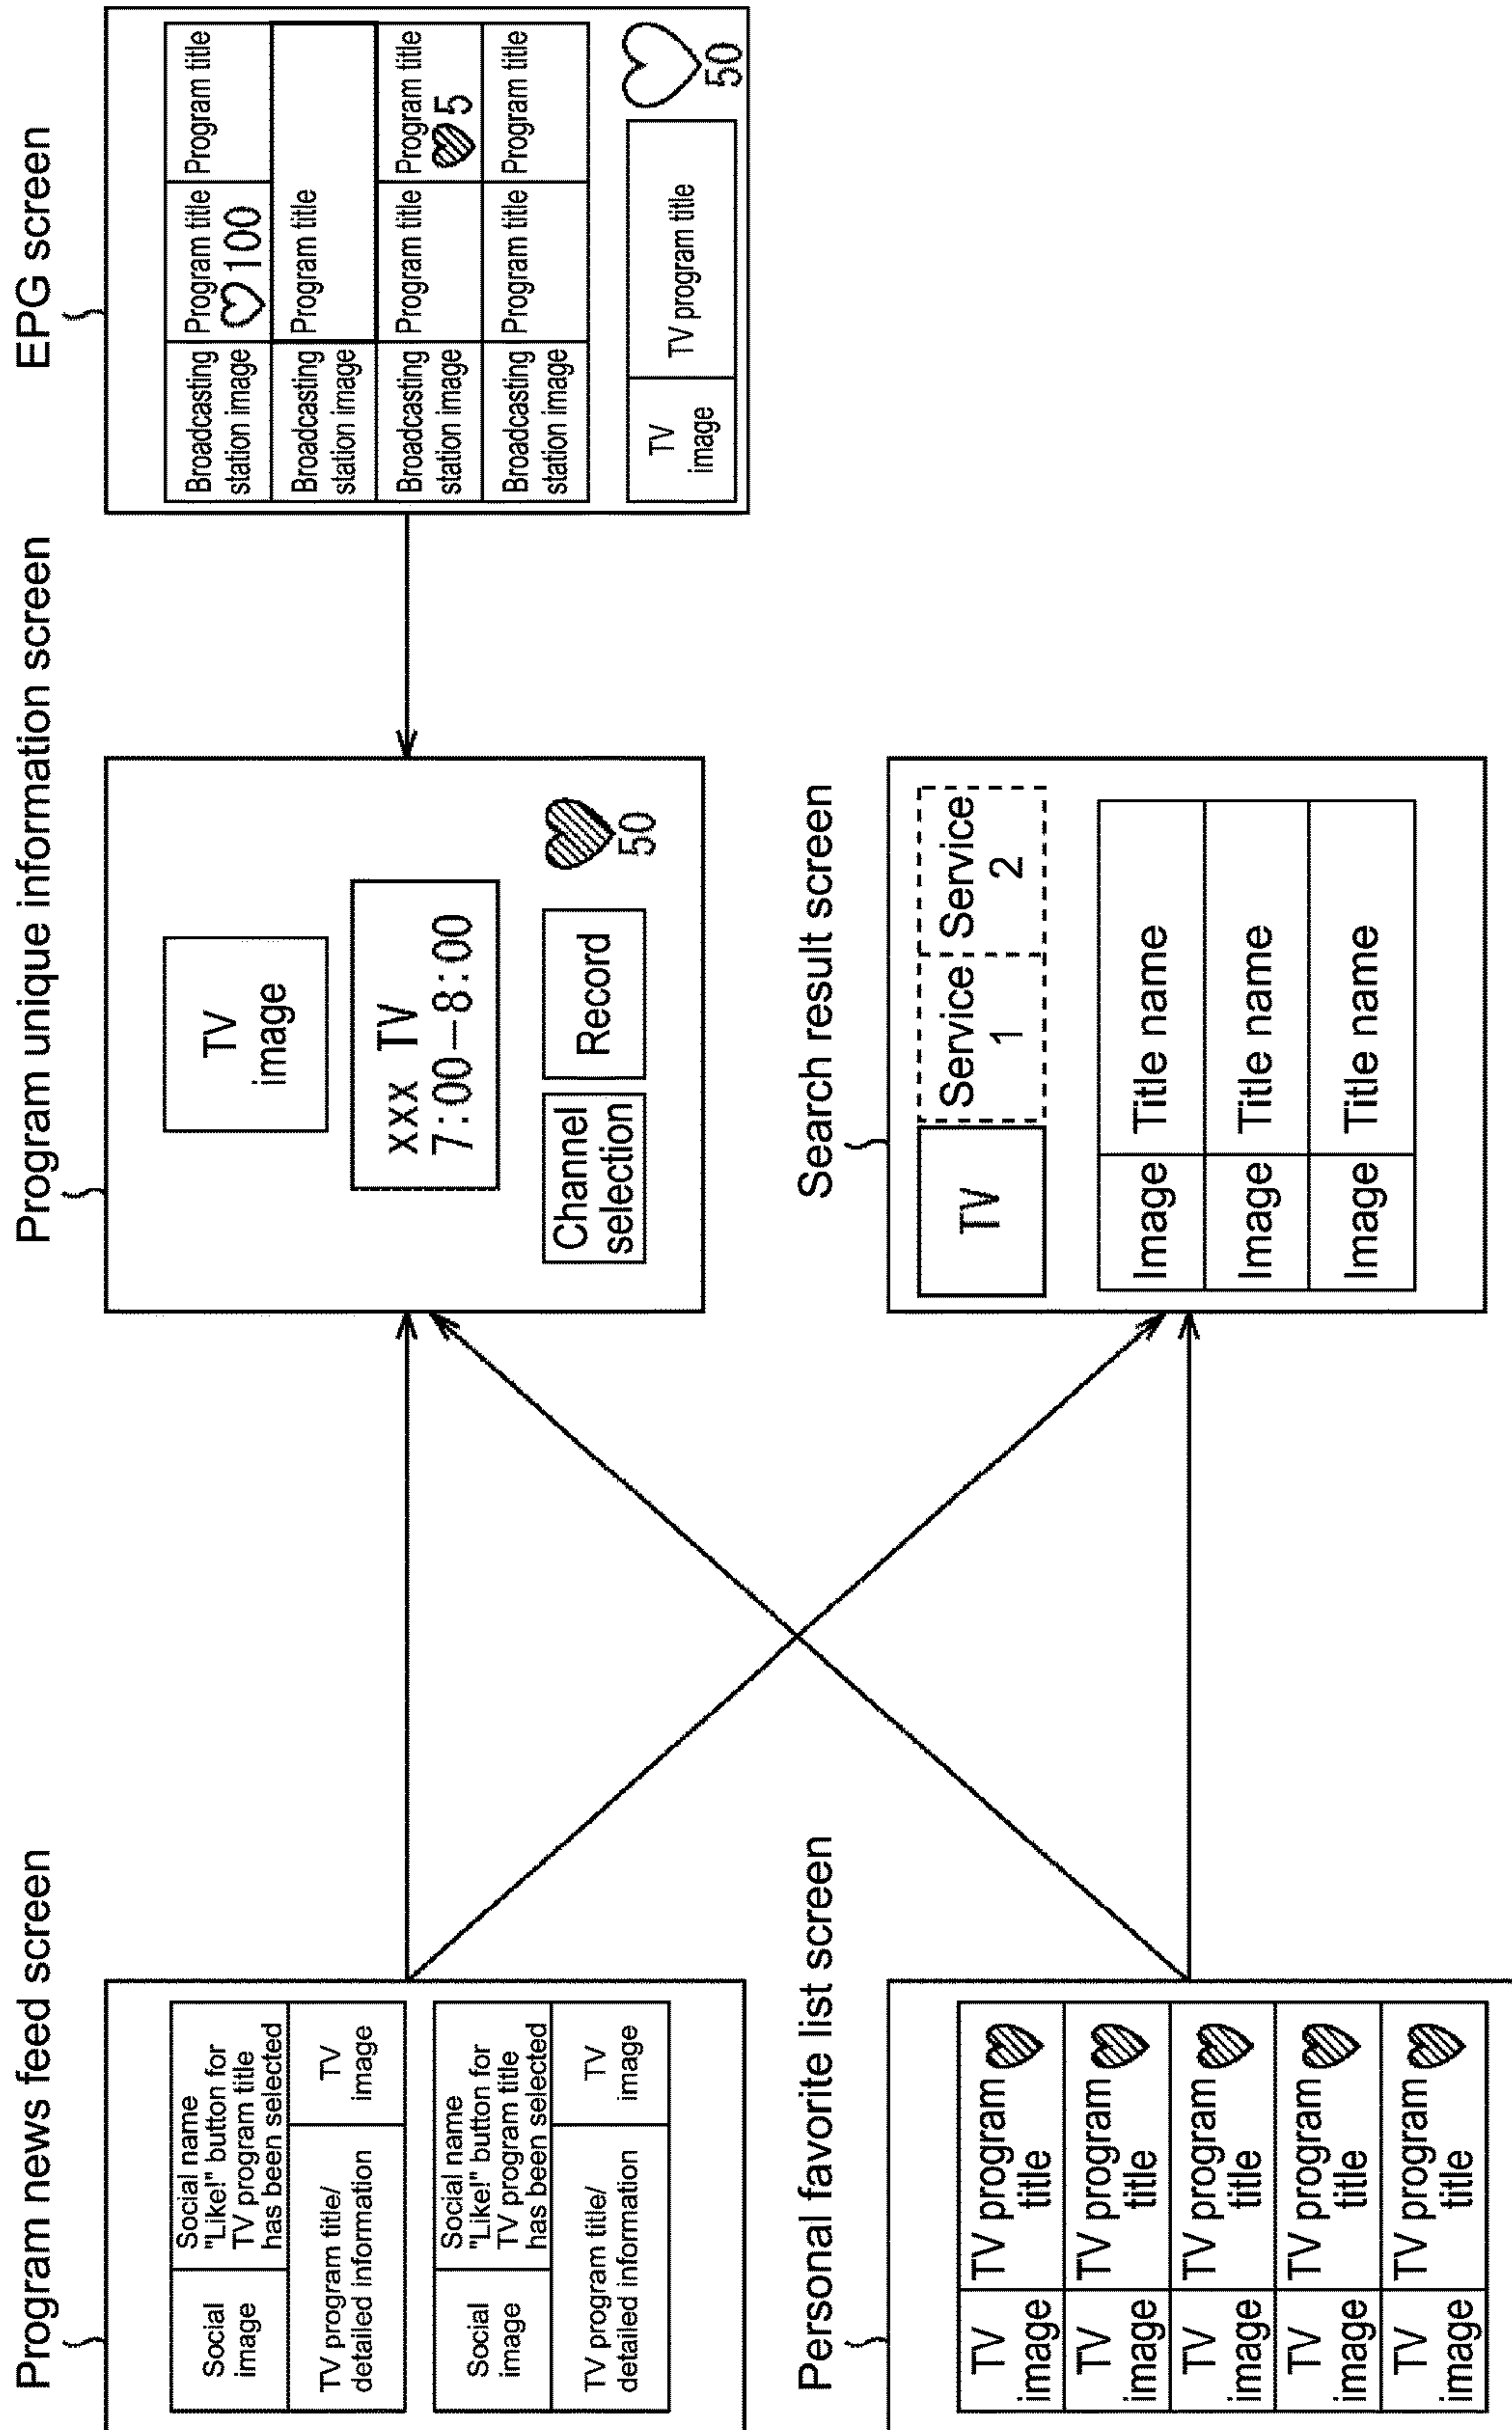 Program news feed screen
Social
image
Social name
"Like!" button for
TV program title
has been selected
TV program title/
detailed information
TV
image
Social
image
Social name
"Like!" button for
TV program title
has been selected
TV program title/
detailed information
TV
image
Program unique information screen
TV
image
xxx TV
7:00–8:00
Channel
selection
Record
50
EPG screen
Broadcasting
station image
Program title
100
Program title
Broadcasting
station image
Program title
Broadcasting
station image
Program title
Program title
5
Broadcasting
station image
Program title
Program title
TV
image
TV program title
50
Personal favorite list screen
TV
image
TV program
title
TV
image
TV program
title
TV
image
TV program
title
TV
image
TV program
title
TV
image
TV program
title
Search result screen
TV
Service
1
Service
2
Image
Title name
Image
Title name
Image
Title name